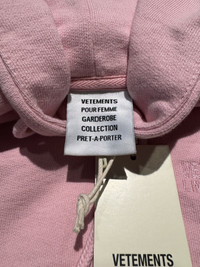 VETEMENTS
POUR FEMME
GARDEROBE
COLLECTION
PRET-A-PORTER
VETEMENTS